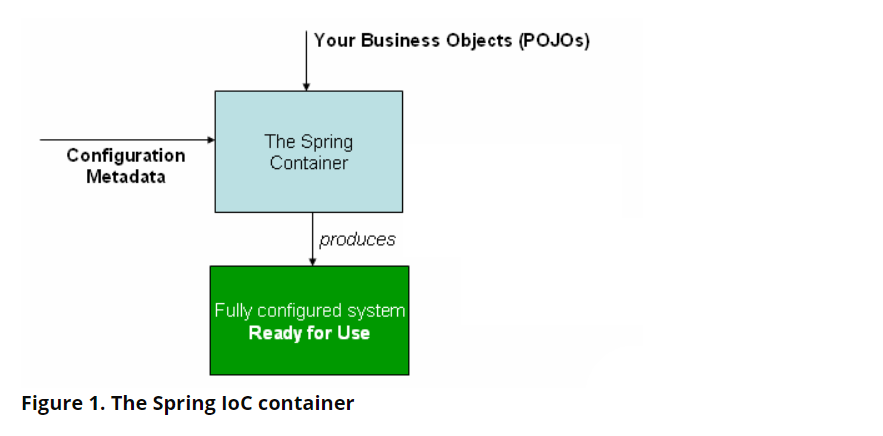 Your Business Objects (POJOs)
The Spring
Container
Configuration
Metadata
produces
Fully configured system
Ready for Use
Figure 1. The Spring IoC container